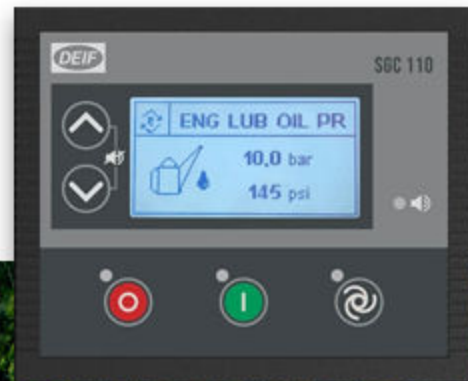 DEIF
SGC 110
ENG LUB OIL PR
10,0 bar
145 psi